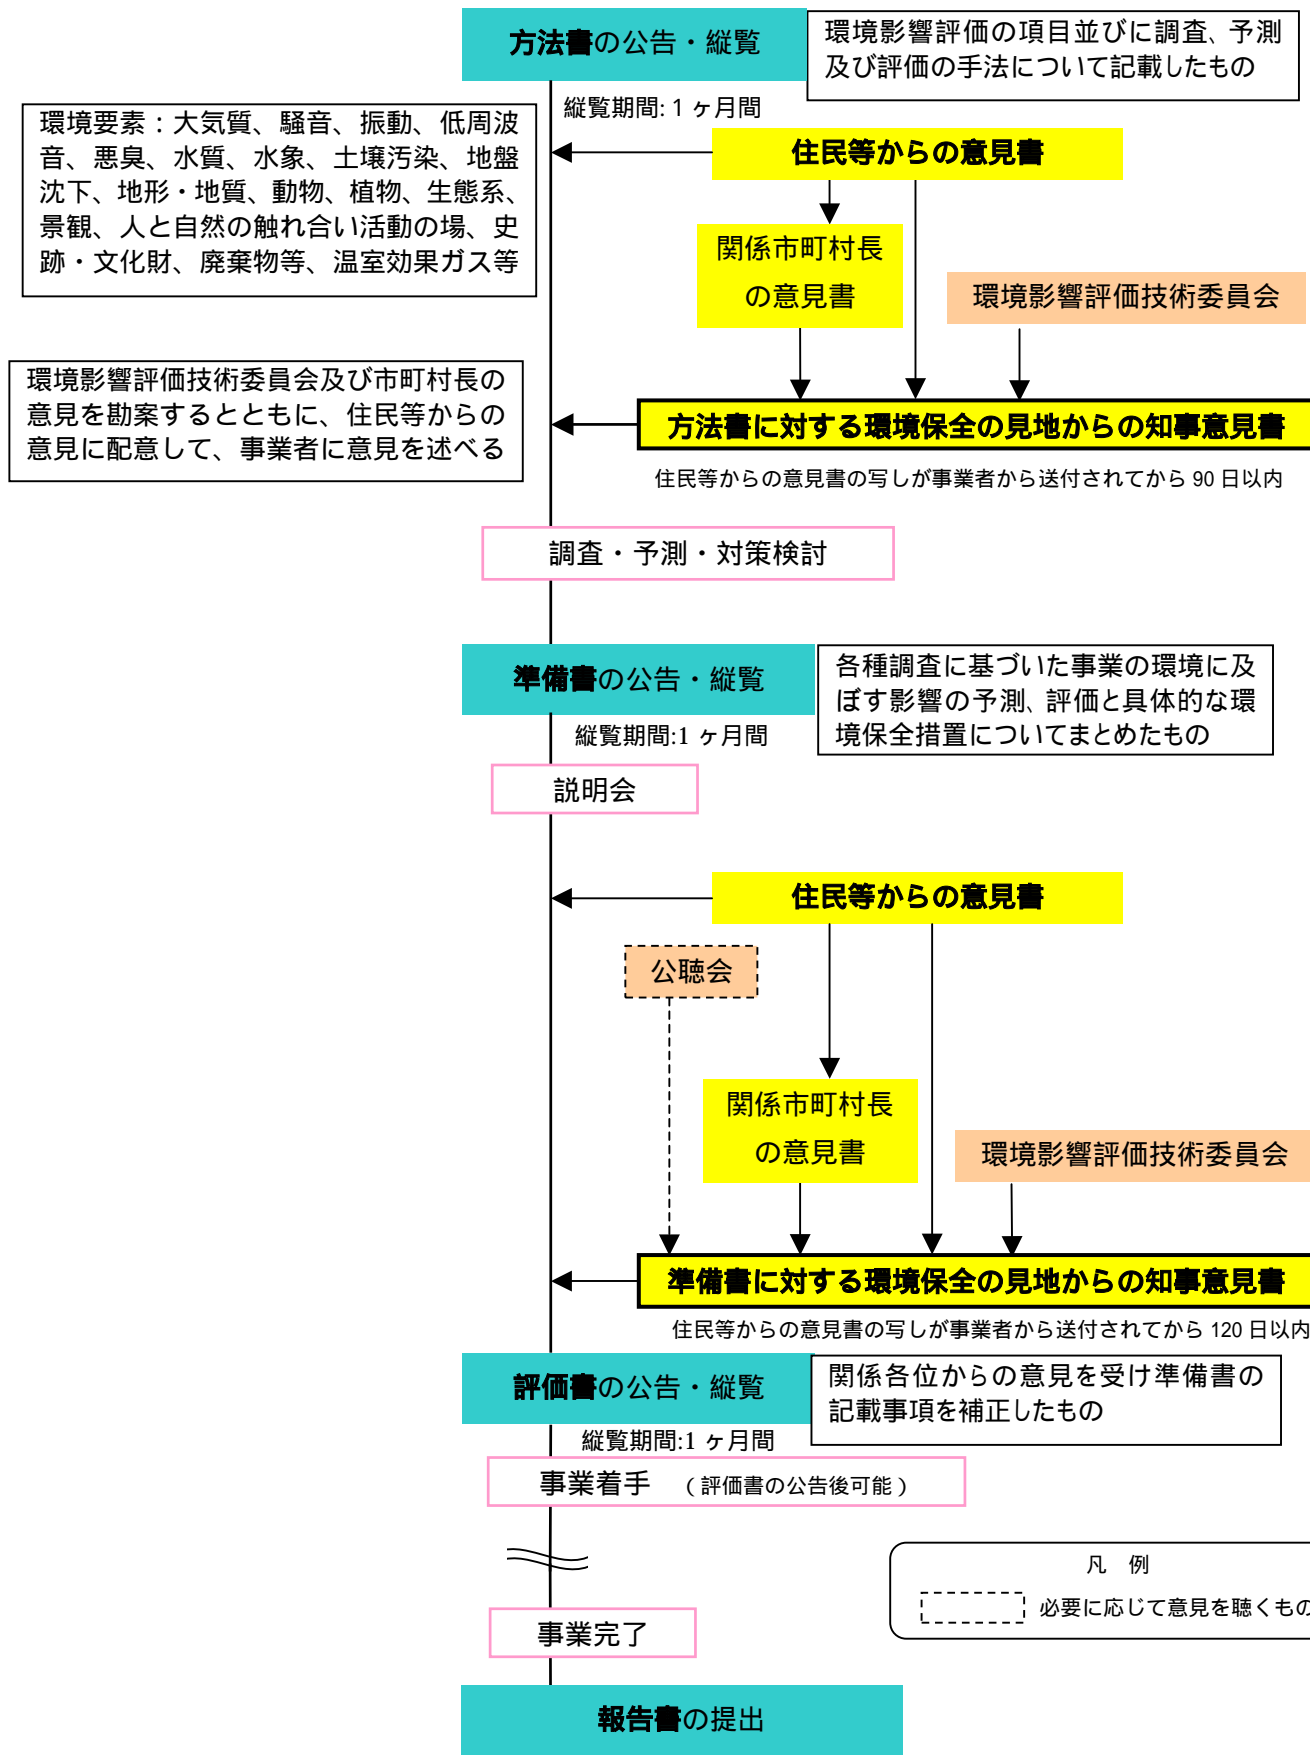 方法書の公告・縦覧
環境影響評価の項目並びに調査、予測
及び評価の手法について記載したもの
縦覧期間: 1 ヶ月間
環境要素：大気質、騒音、振動、低周波
音、悪臭、水質、水象、土壌汚染、地盤
沈下、地形・地質、動物、植物、生態系、
景観、人と自然の触れ合い活動の場、史
跡・文化財、廃棄物等、温室効果ガス等
住民等からの意見書
関係市町村長
の意見書
環境影響評価技術委員会
環境影響評価技術委員会及び市町村長の
意見を勘案するとともに、住民等からの
意見に配意して、事業者に意見を述べる
方法書に対する環境保全の見地からの知事意見書
住民等からの意見書の写しが事業者から送付されてから 90 日以内
調査・予測・対策検討
準備書の公告・縦覧
各種調査に基づいた事業の環境に及
ぼす影響の予測、評価と具体的な環
境保全措置についてまとめたもの
縦覧期間:1 ヶ月間
説明会
住民等からの意見書
公聴会
関係市町村長
の意見書
環境影響評価技術委員会
準備書に対する環境保全の見地からの知事意見書
住民等からの意見書の写しが事業者から送付されてから 120 日以内
評価書の公告・縦覧
関係各位からの意見を受け準備書の
記載事項を補正したもの
縦覧期間:1 ヶ月間
事業着手 （評価書の公告後可能）
凡 例
必要に応じて意見を聴くもの
事業完了
報告書の提出